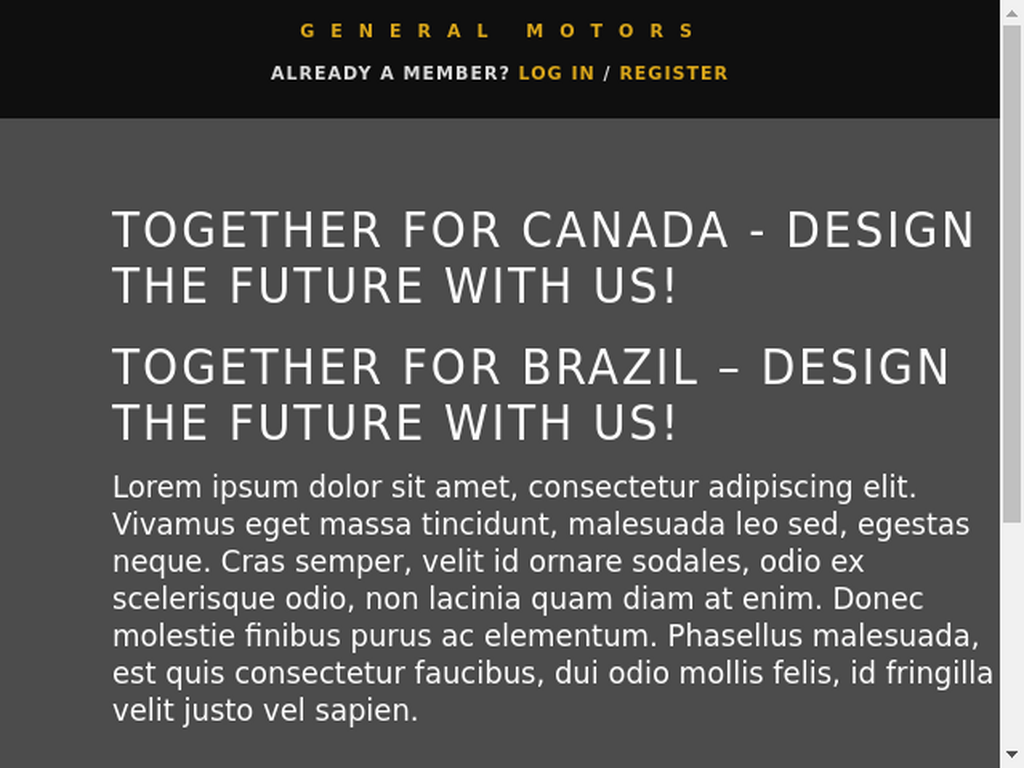 GENERAL MOTORS
ALREADY A MEMBER? LOG IN / REGISTER
TOGETHER FOR CANADA - DESIGN
THE FUTURE WITH US!
TOGETHER FOR BRAZIL – DESIGN
THE FUTURE WITH US!
Lorem ipsum dolor sit amet, consectetur adipiscing elit.
Vivamus eget massa tincidunt, malesuada leo sed, egestas
neque. Cras semper, velit id ornare sodales, odio ex
scelerisque odio, non lacinia quam diam at enim. Donec
molestie finibus purus ac elementum. Phasellus malesuada,
est quis consectetur faucibus, dui odio mollis felis, id fringilla
velit justo vel sapien.